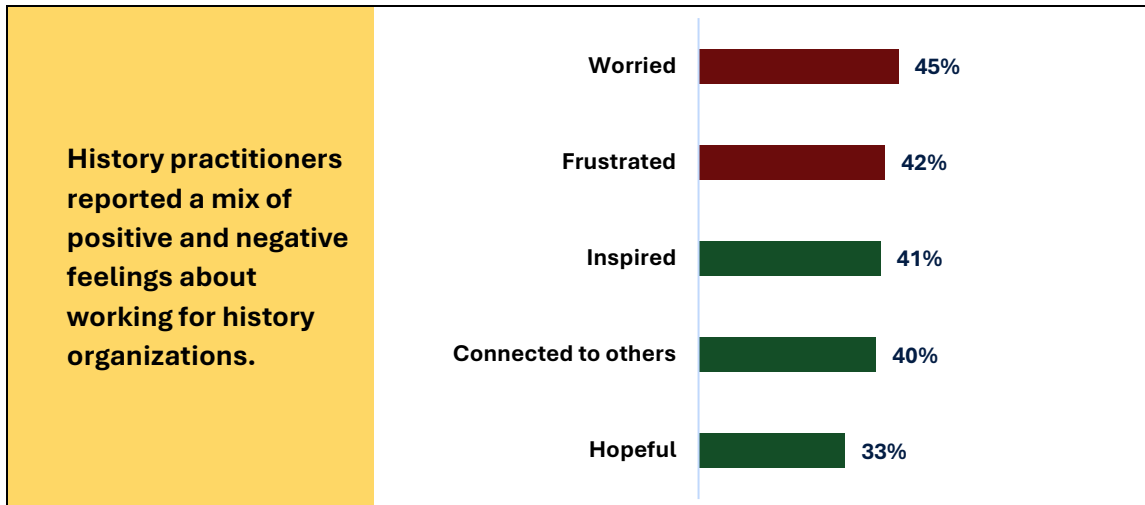 History practitioners
reported a mix of
positive and negative
feelings about
working for history
organizations.
Worried 45%
Frustrated 42%
Inspired 41%
Connected to others 40%
Hopeful 33%